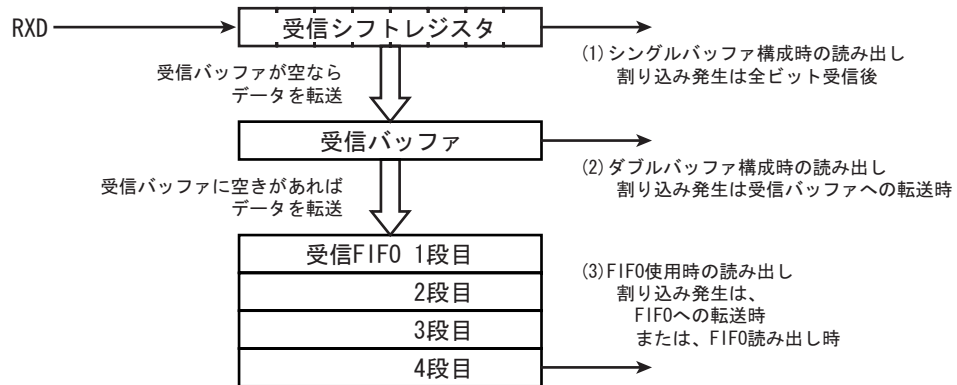 RXD
受信シフトレジスタ
(1)シングルバッファ構成時の読み出し
割り込み発生は全ビット受信後
受信バッファが空なら
データを転送
受信バッファ
(2)ダブルバッファ構成時の読み出し
割り込み発生は受信バッファへの転送時
受信バッファに空きがあれば
データを転送
受信FIFO 1段目
2段目
3段目
4段目
(3)FIFO使用時の読み出し
割り込み発生は、
FIFOへの転送時
または、FIFO読み出し時